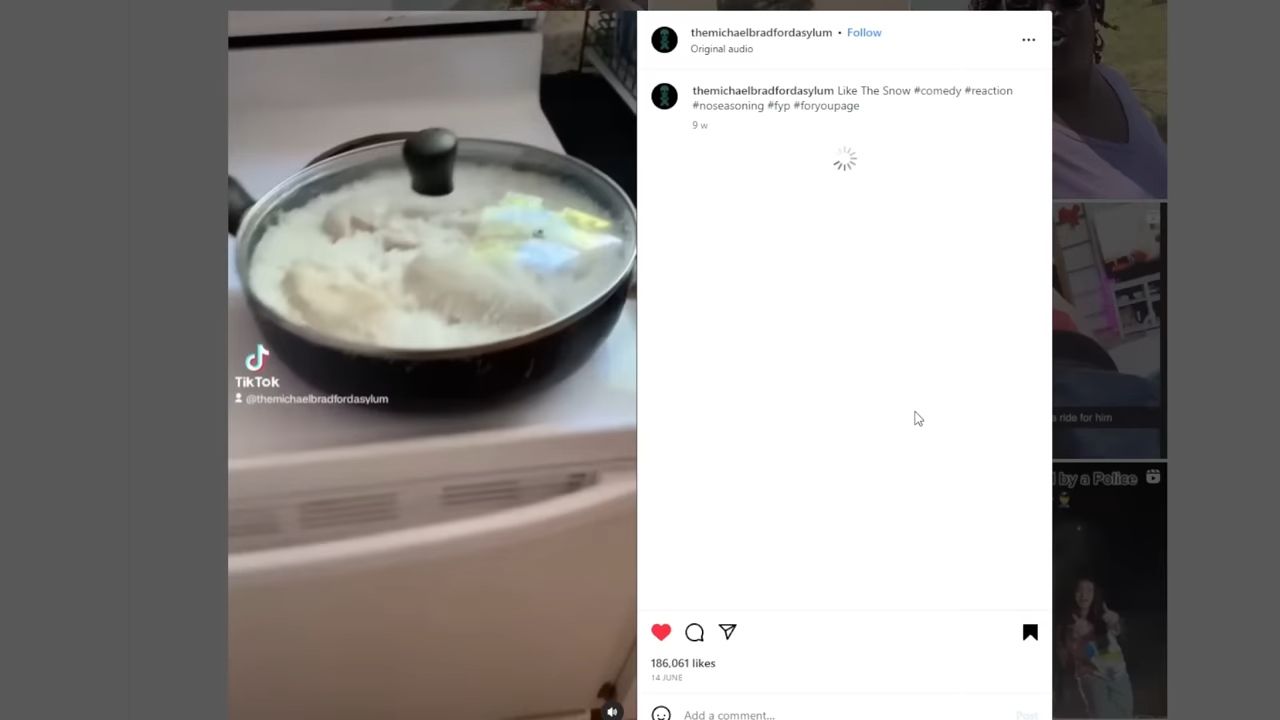 themichaelbradfordasylum • Follow
Original audio
themichaelbradfordasylum Like The Snow #comedy #reaction
#noseasoning #fyp #foryoupage
9 w
TikTok
@themichaelbradfordasylum
a ride for him
by a Police
186,061 likes
14 JUNE
Add a comment...
Post